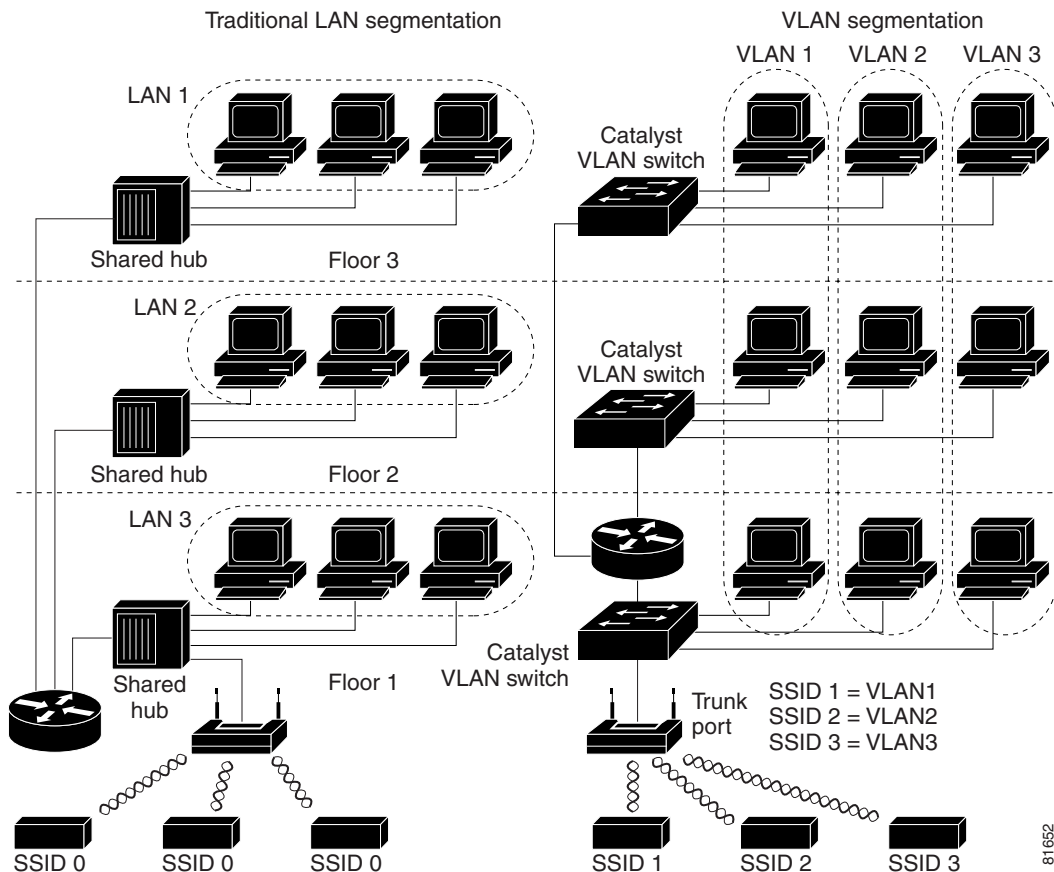 Traditional LAN segmentation
VLAN segmentation
VLAN 1
VLAN 2
VLAN 3
LAN 1
Catalyst
VLAN switch
Shared hub
Floor 3
LAN 2
Catalyst
VLAN switch
Shared hub
Floor 2
LAN 3
Shared
hub
Floor 1
Catalyst
VLAN switch
Trunk
port
SSID 1 = VLAN1
SSID 2 = VLAN2
SSID 3 = VLAN3
SSID 0
SSID 0
SSID 0
SSID 1
SSID 2
SSID 3
81652